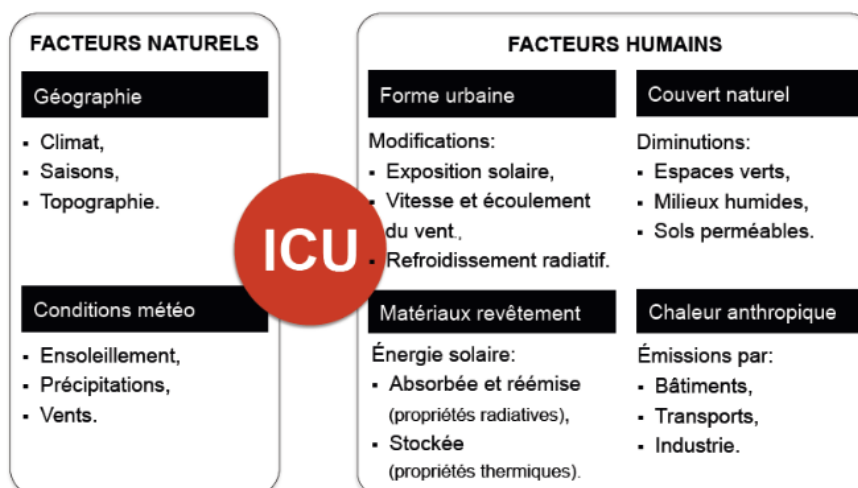 FACTEURS NATURELS
Géographie
▪ Climat,
▪ Saisons,
▪ Topographie.
Conditions météo
▪ Ensoleillement,
▪ Précipitations,
▪ Vents.
ICU
FACTEURS HUMAINS
Forme urbaine
Modifications:
▪ Exposition solaire,
▪ Vitesse et écoulement
du vent.,
▪ Refroidissement radiatif.
Couvert naturel
Diminutions:
▪ Espaces verts,
▪ Milieux humides,
▪ Sols perméables.
Matériaux revêtement
Énergie solaire:
▪ Absorbée et réémise
(propriétés radiatives),
▪ Stockée
(propriétés thermiques).
Chaleur anthropique
Émissions par:
▪ Bâtiments,
▪ Transports,
▪ Industrie.